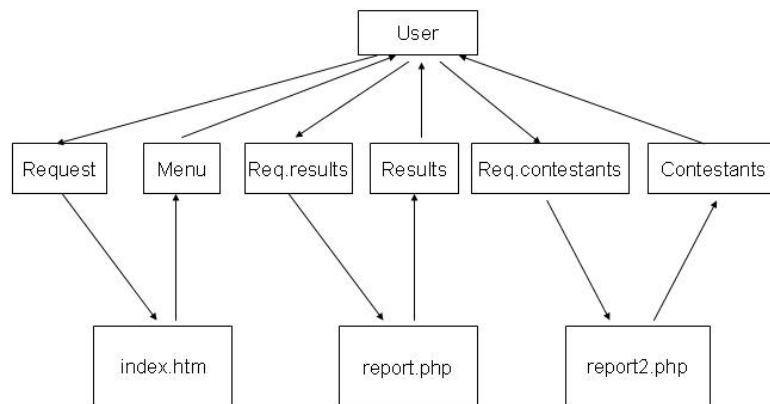 User
Request
Menu
Req.results
Results
Req.contestants
Contestants
index.htm
report.php
report2.php